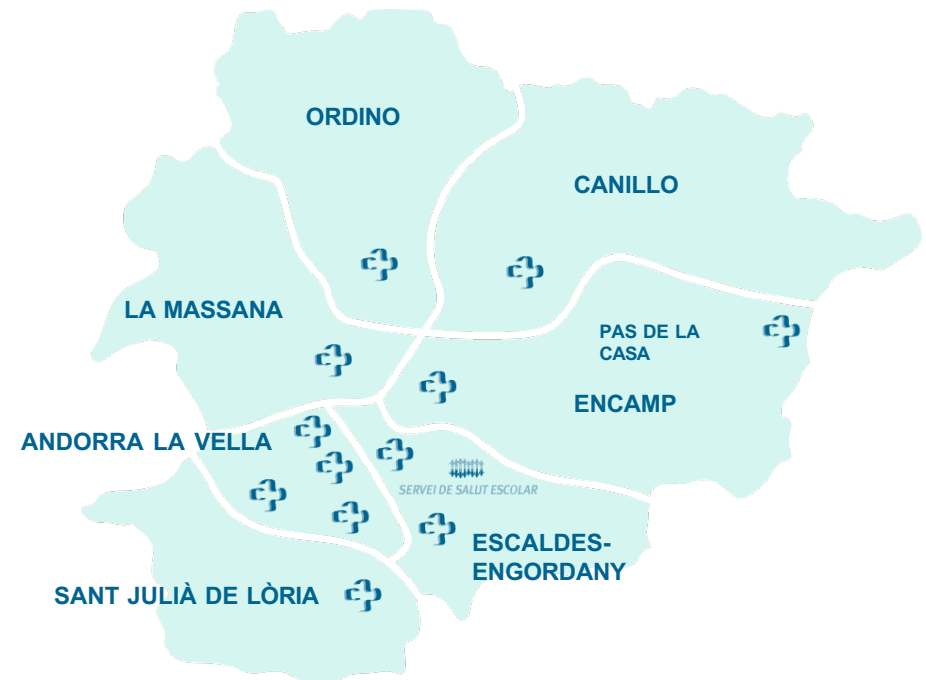 ORDINO
CANILLO
LA MASSANA
PAS DE LA
CASA
ENCAMP
ANDORRA LA VELLA
SERVEI DE SALUT ESCOLAR
ESCALDES-
ENGORDANY
SANT JULIÀ DE LÒRIA